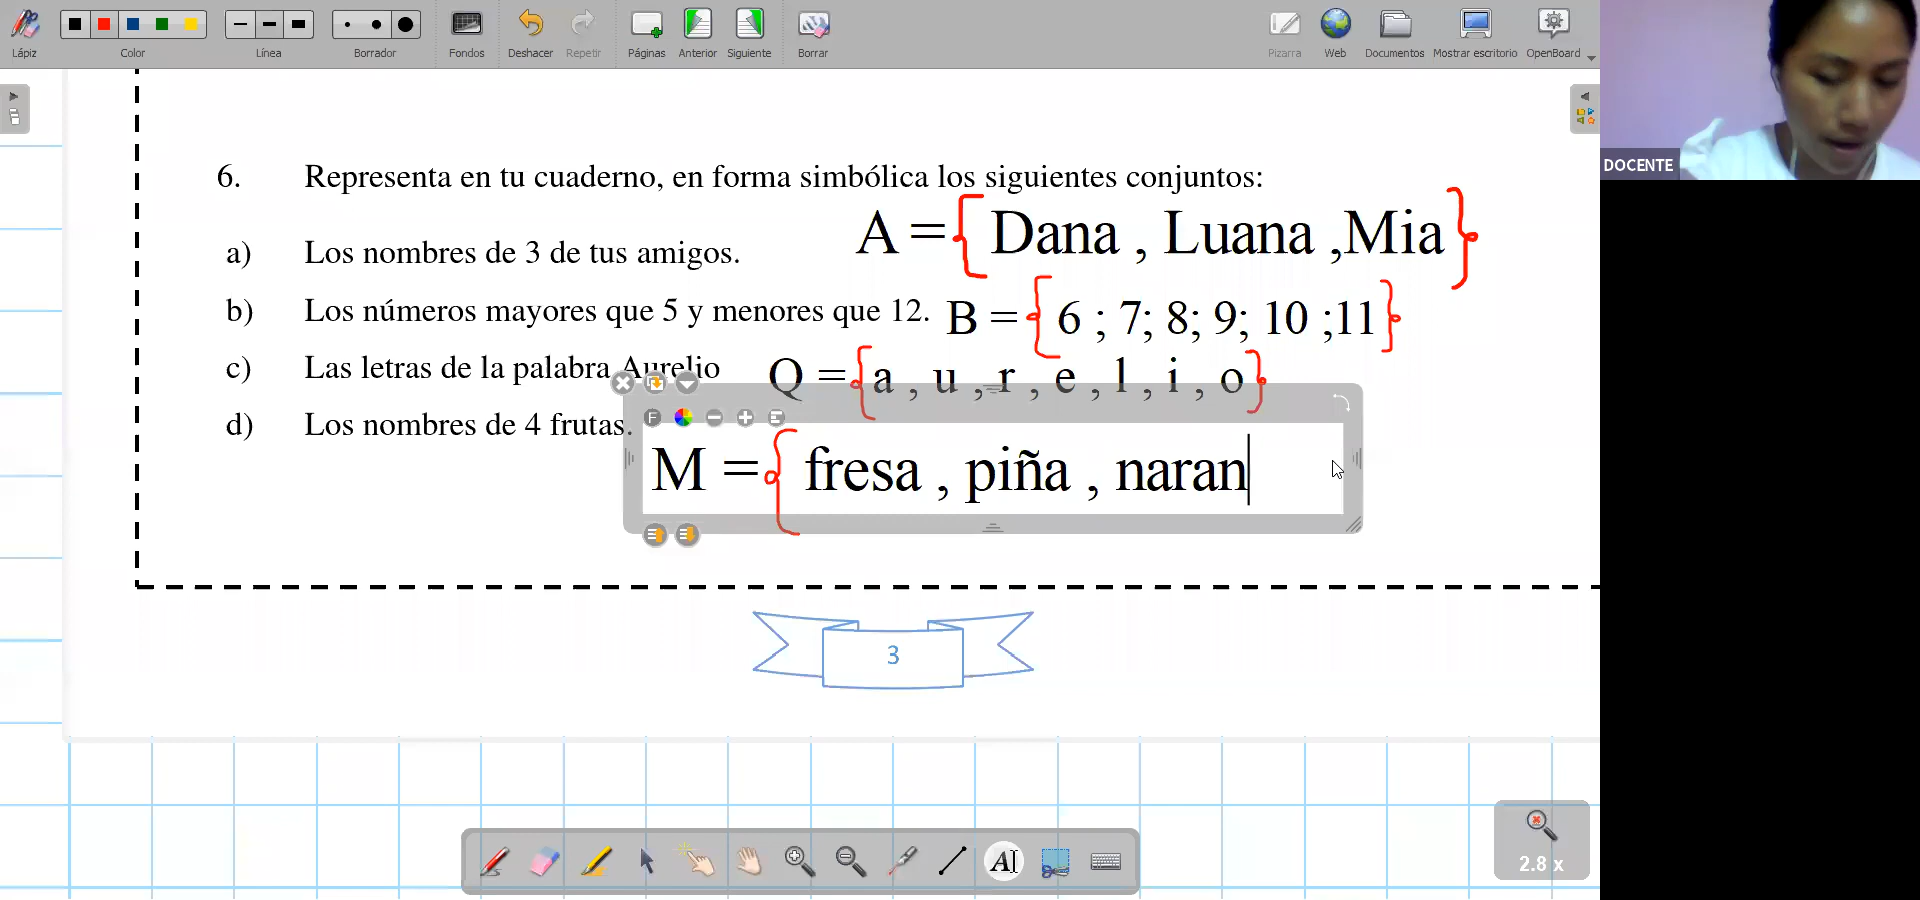 Lápiz Color Línea Borrador Fondos Deshacer Repetir Páginas Anterior Siguiente Borrar Pizarra Web Documentos Mostrar escritorio OpenBoard
DOCENTE
6. Representa en tu cuaderno, en forma simbólica los siguientes conjuntos:
A = { Dana , Luana ,Mia }
a) Los nombres de 3 de tus amigos.
b) Los números mayores que 5 y menores que 12. B = { 6 ; 7; 8; 9; 10 ;11 }
c) Las letras de la palabra Aurelio Q = { a , u , r , e , l , i , o }
d) Los nombres de 4 frutas.
M = { fresa , piña , naran
3
2.8 x